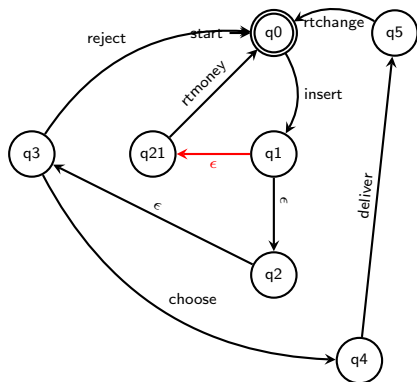 reject
start
q0
rtchange
q5
rtmoney
insert
q3
q21
ϵ
q1
ϵ
ϵ
deliver
q2
choose
q4